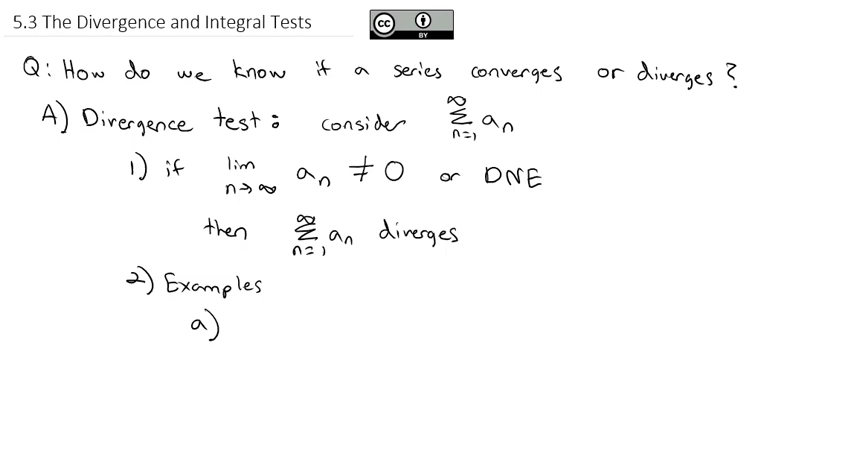 5.3 The Divergence and Integral Tests
cc BY
Q: How do we know if a series converges or diverges?
A) Divergence test: consider ∑_{n=1}^{∞} a_n
1) if lim_{n→∞} a_n ≠ 0 or DNE
then ∑_{n=1}^{∞} a_n diverges
2) Examples
a)